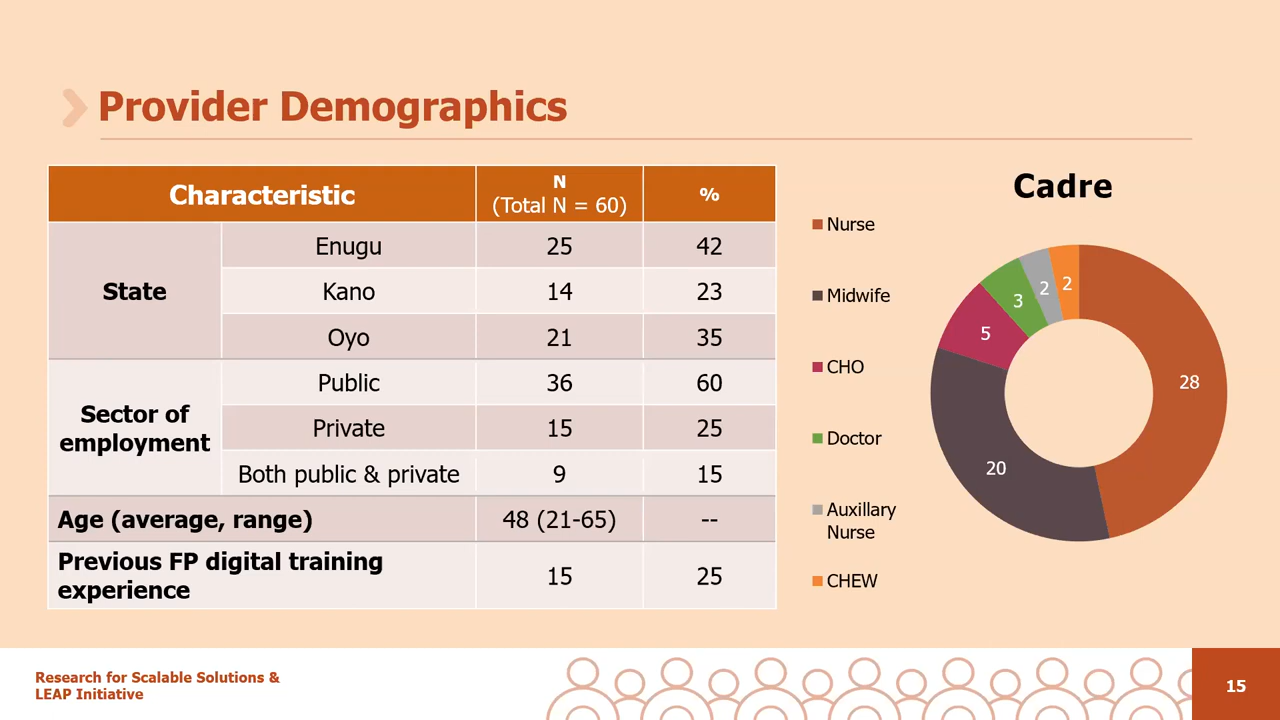 Provider Demographics
Characteristic
N
(Total N = 60)
%
State
Enugu
25
42
Kano
14
23
Oyo
21
35
Sector of
employment
Public
36
60
Private
15
25
Both public & private
9
15
Age (average, range)
48 (21-65)
--
Previous FP digital training
experience
15
25
Cadre
Nurse
Midwife
CHO
Doctor
Auxillary
Nurse
CHEW
28
20
5
3
2
2
Research for Scalable Solutions &
LEAP Initiative
15